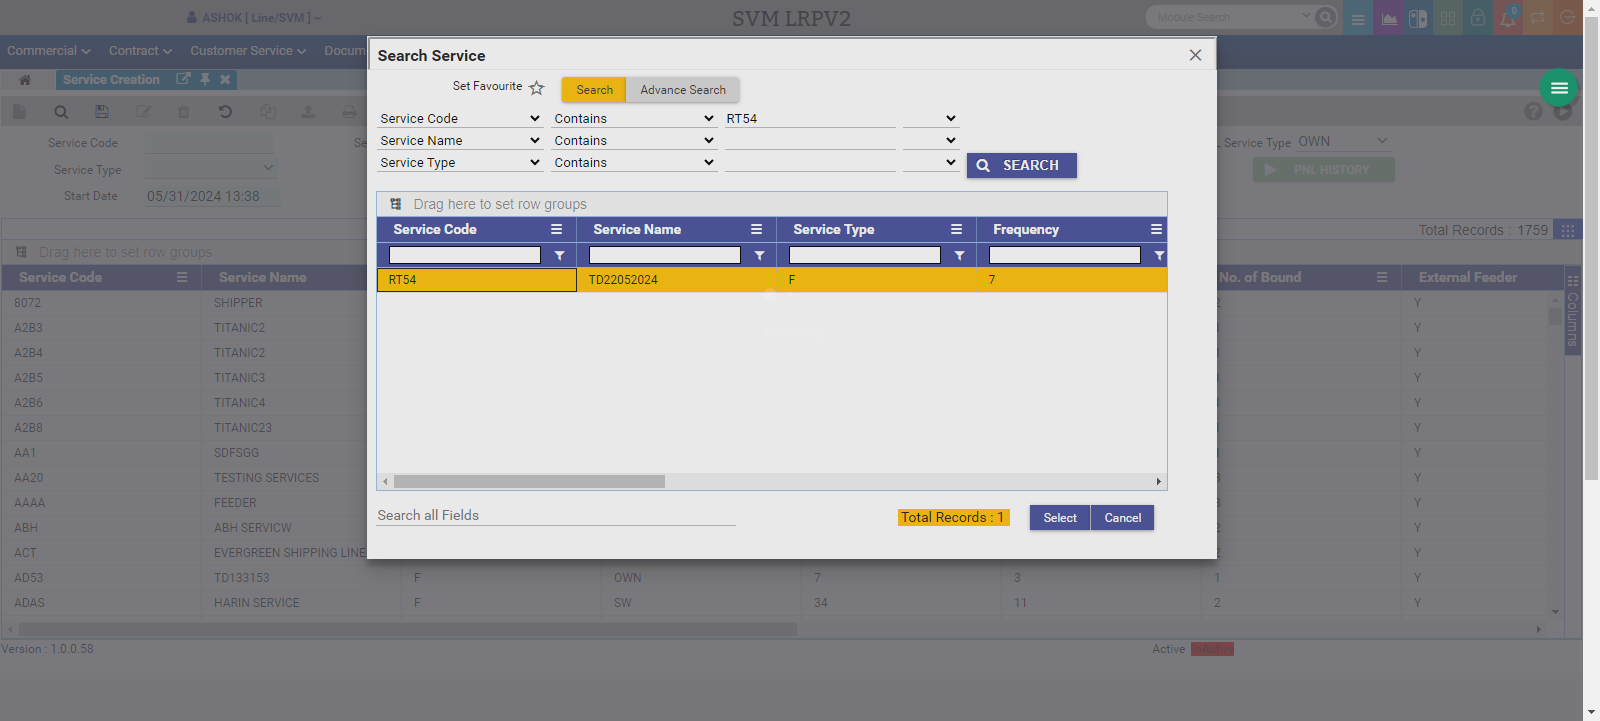 ASHOK [ Line/SVM ]
SVM LRPV2
Module Search
0
Commercial Contract Customer Service Docum
Service Creation
Search Service
Set Favourite Search Advance Search
Service Code Contains RT54
Service Name Contains
Service Type Contains
SEARCH
Service Code
Service Type
Start Date 05/31/2024 13:38
Service Type OWN
PNL HISTORY
Drag here to set row groups
Service Code Service Name Service Type Frequency
RT54 TD22052024 F 7
Total Records : 1759
Drag here to set row groups
Service Code Service Name No. of Bound External Feeder
Columns
8072 SHIPPER 2 Y
A2B3 TITANIC2 Y
A2B4 TITANIC2 Y
A2B5 TITANIC3 Y
A2B6 TITANIC4 Y
A2B8 TITANIC23 Y
AA1 SDFSGG Y
AA20 TESTING SERVICES 3 Y
AAAA FEEDER 3 Y
ABH ABH SERVICW 2 Y
ACT EVERGREEN SHIPPING LINE 2 Y
AD53 TD133153 F OWN 7 3 1 Y
ADAS HARIN SERVICE F SW 34 11 2 Y
Search all Fields
Total Records : 1
Select Cancel
Version : 1.0.0.58
Active InActive